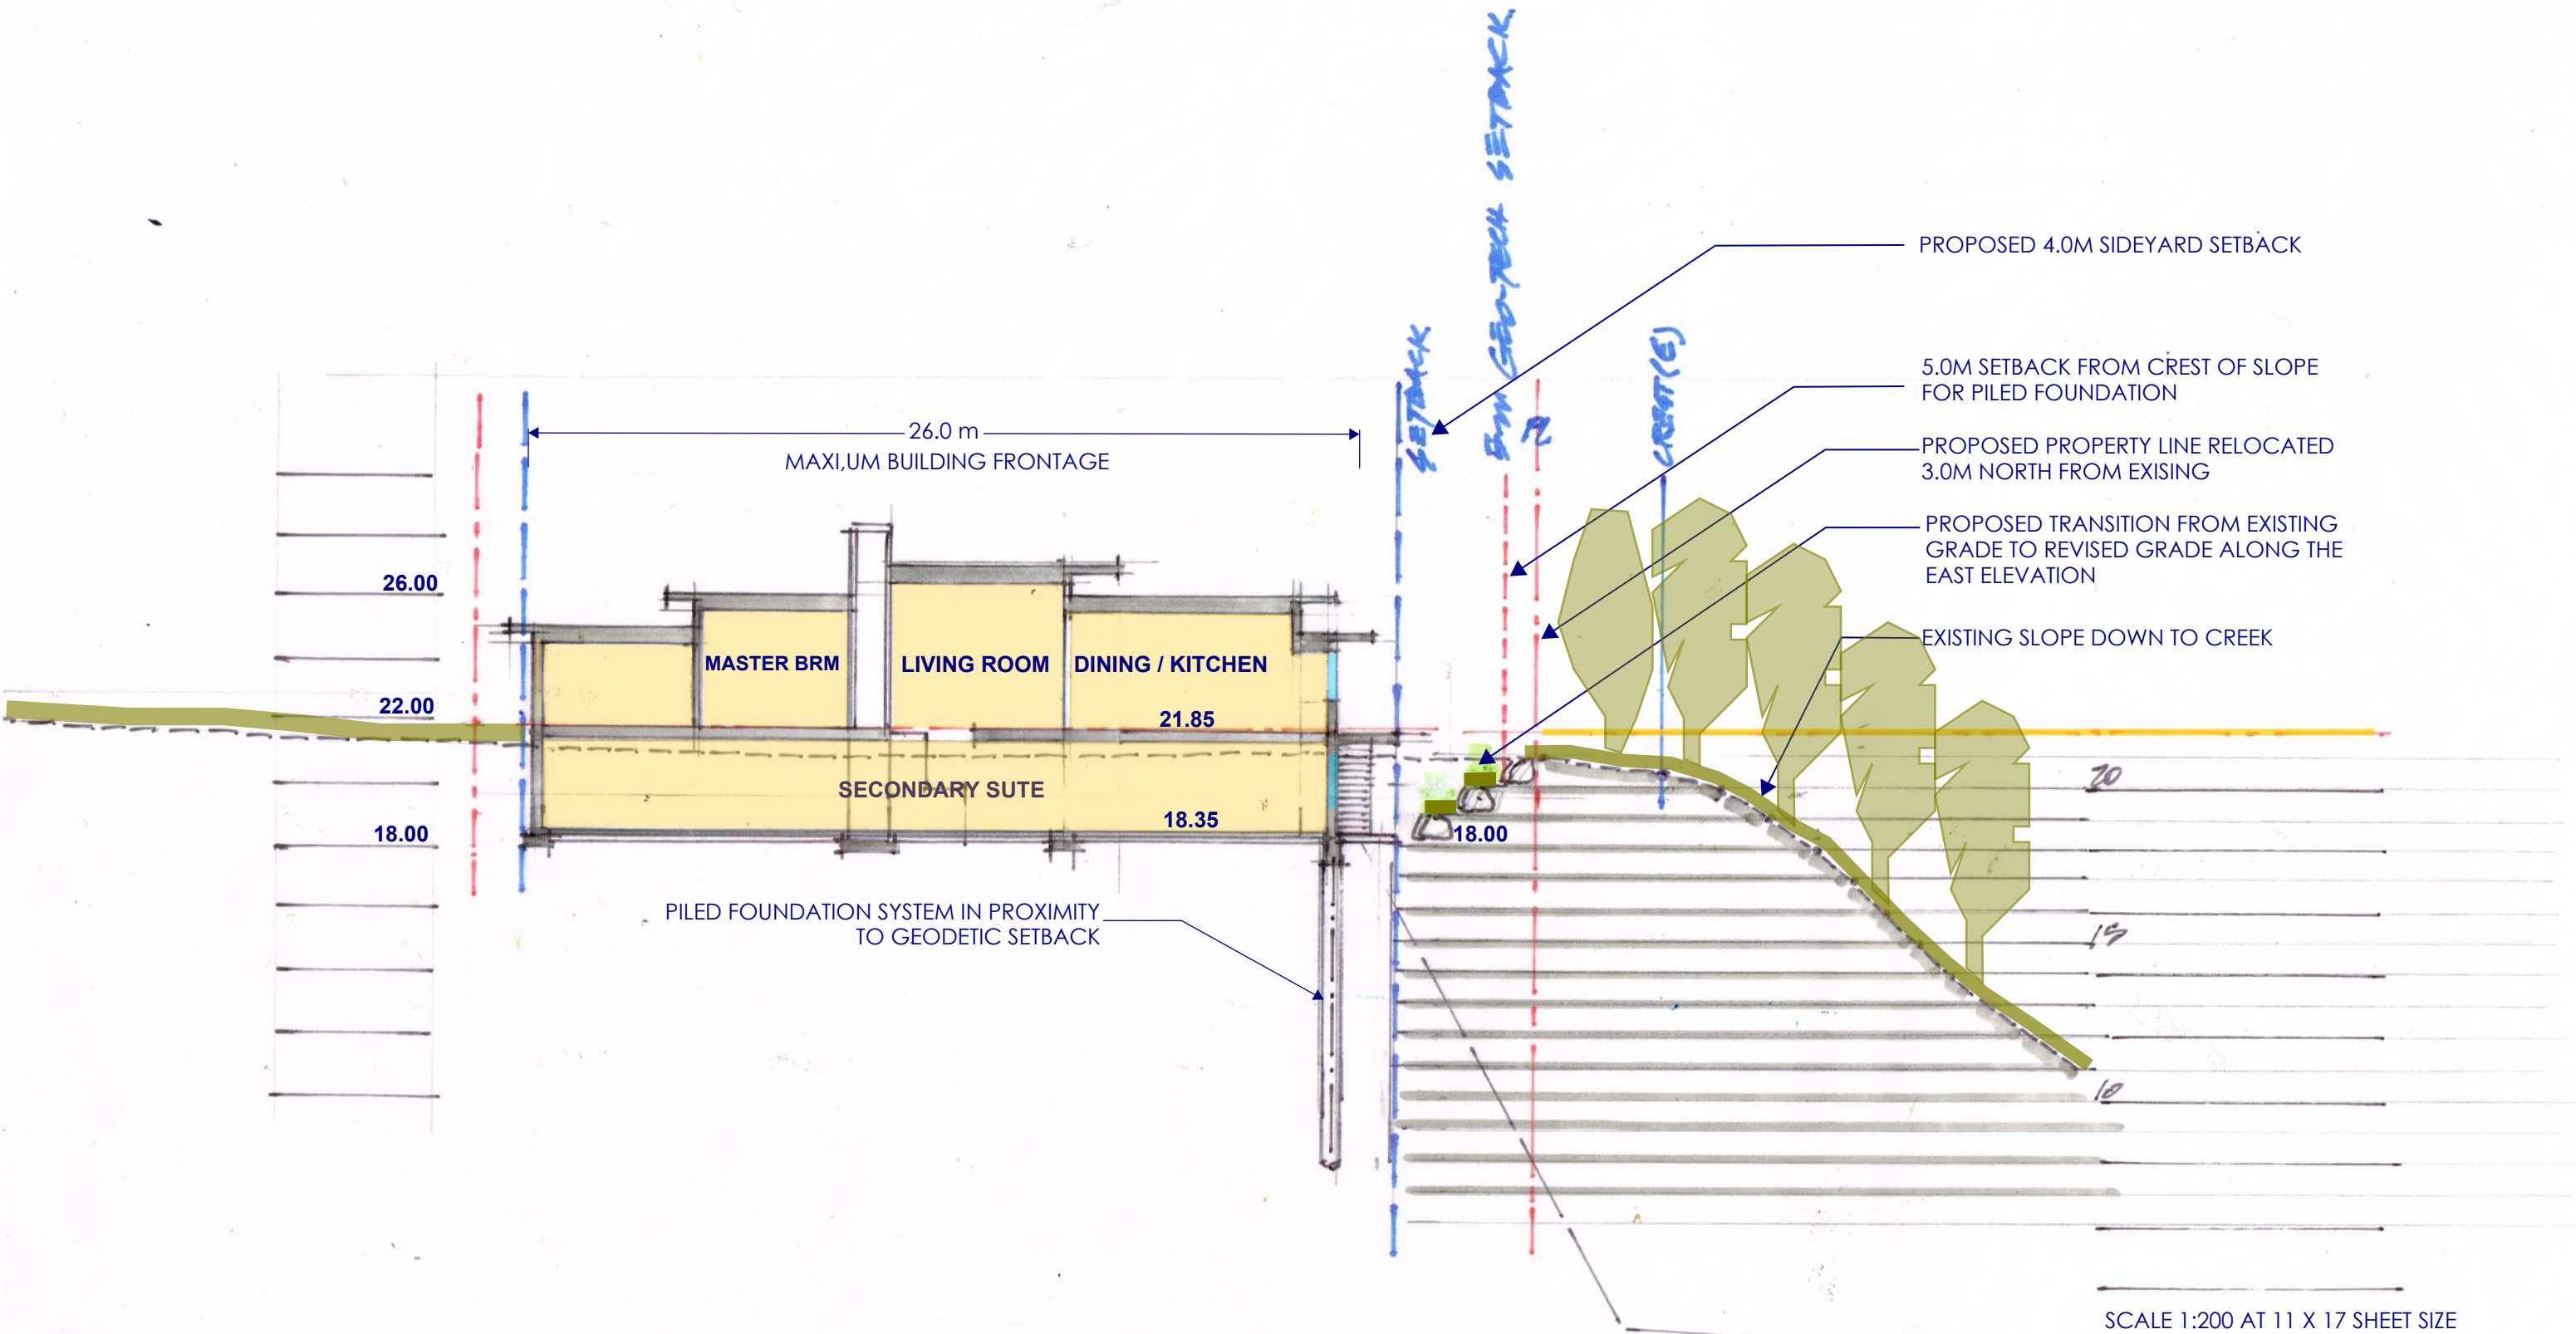 5M GEO-TECH SETBACK
PROPOSED 4.0M SIDEYARD SETBACK
SETBACK
CREST(E)
5.0M SETBACK FROM CREST OF SLOPE
FOR PILED FOUNDATION
26.0 m
MAXI,UM BUILDING FRONTAGE
PROPOSED PROPERTY LINE RELOCATED
3.0M NORTH FROM EXISING
PROPOSED TRANSITION FROM EXISTING
GRADE TO REVISED GRADE ALONG THE
EAST ELEVATION
26.00
EXISTING SLOPE DOWN TO CREEK
MASTER BRM
LIVING ROOM
DINING / KITCHEN
22.00
21.85
20
SECONDARY SUTE
18.35
18.00
18.00
PILED FOUNDATION SYSTEM IN PROXIMITY
TO GEODETIC SETBACK
15
10
SCALE 1:200 AT 11 X 17 SHEET SIZE